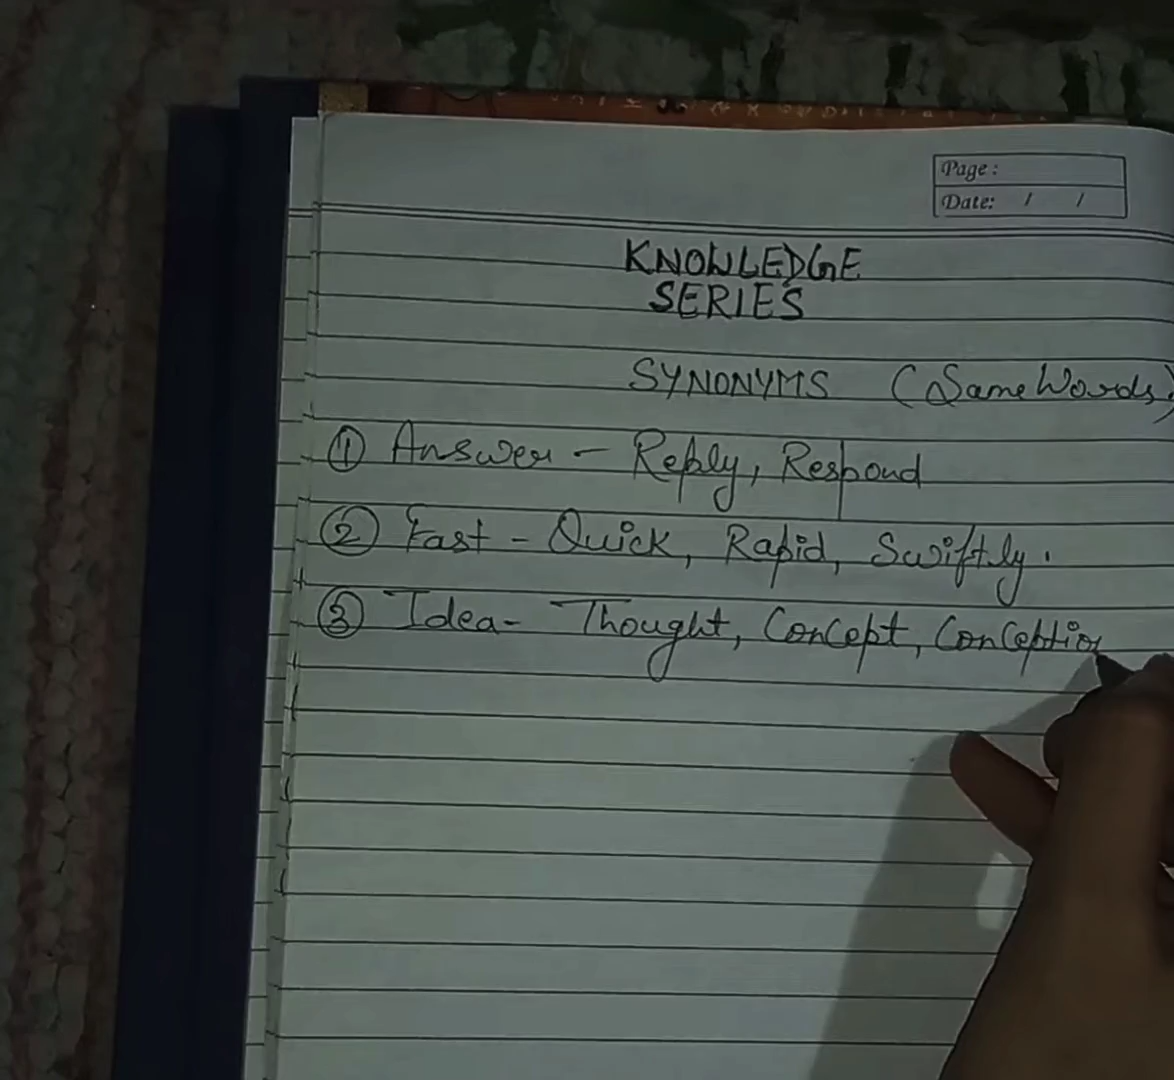 Page :
Date: / /
KNOWLEDGE
SERIES
SYNONYMS (Same Words)
① Answer – Reply, Respond
② Fast – Quick, Rapid, Swiftly.
③ Idea – Thought, Concept, Conception